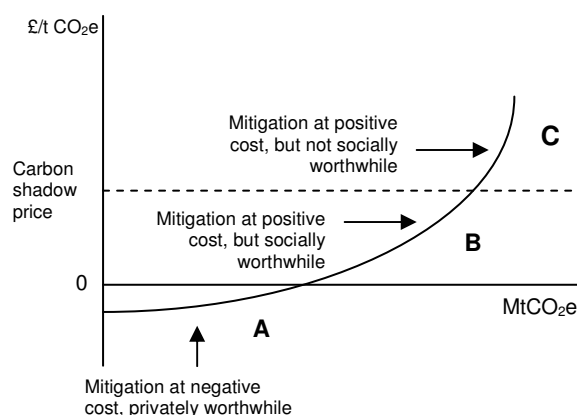 £/t CO₂e
Mitigation at positive
cost, but not socially
worthwhile
C
Carbon
shadow
price
Mitigation at positive
cost, but socially
worthwhile
B
0
MtCO₂e
A
Mitigation at negative
cost, privately worthwhile